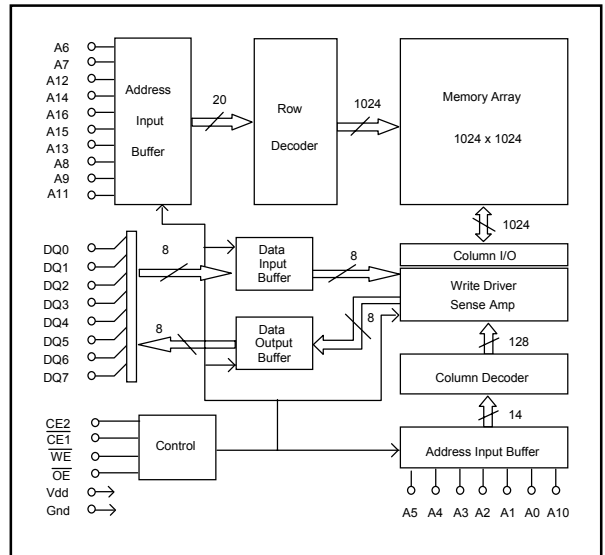 A6
A7
A12
A14
A16
A15
A13
A8
A9
A11
Address
Input
Buffer
20
Row
Decoder
1024
Memory Array
1024 x 1024
1024
DQ0
DQ1
DQ2
DQ3
DQ4
DQ5
DQ6
DQ7
8
Data
Input
Buffer
8
Column I/O
Write Driver
Sense Amp
8
Data
Output
Buffer
8
128
Column Decoder
14
CE2
CE1
WE
OE
Vdd
Gnd
Control
Address Input Buffer
A5 A4 A3 A2 A1 A0 A10